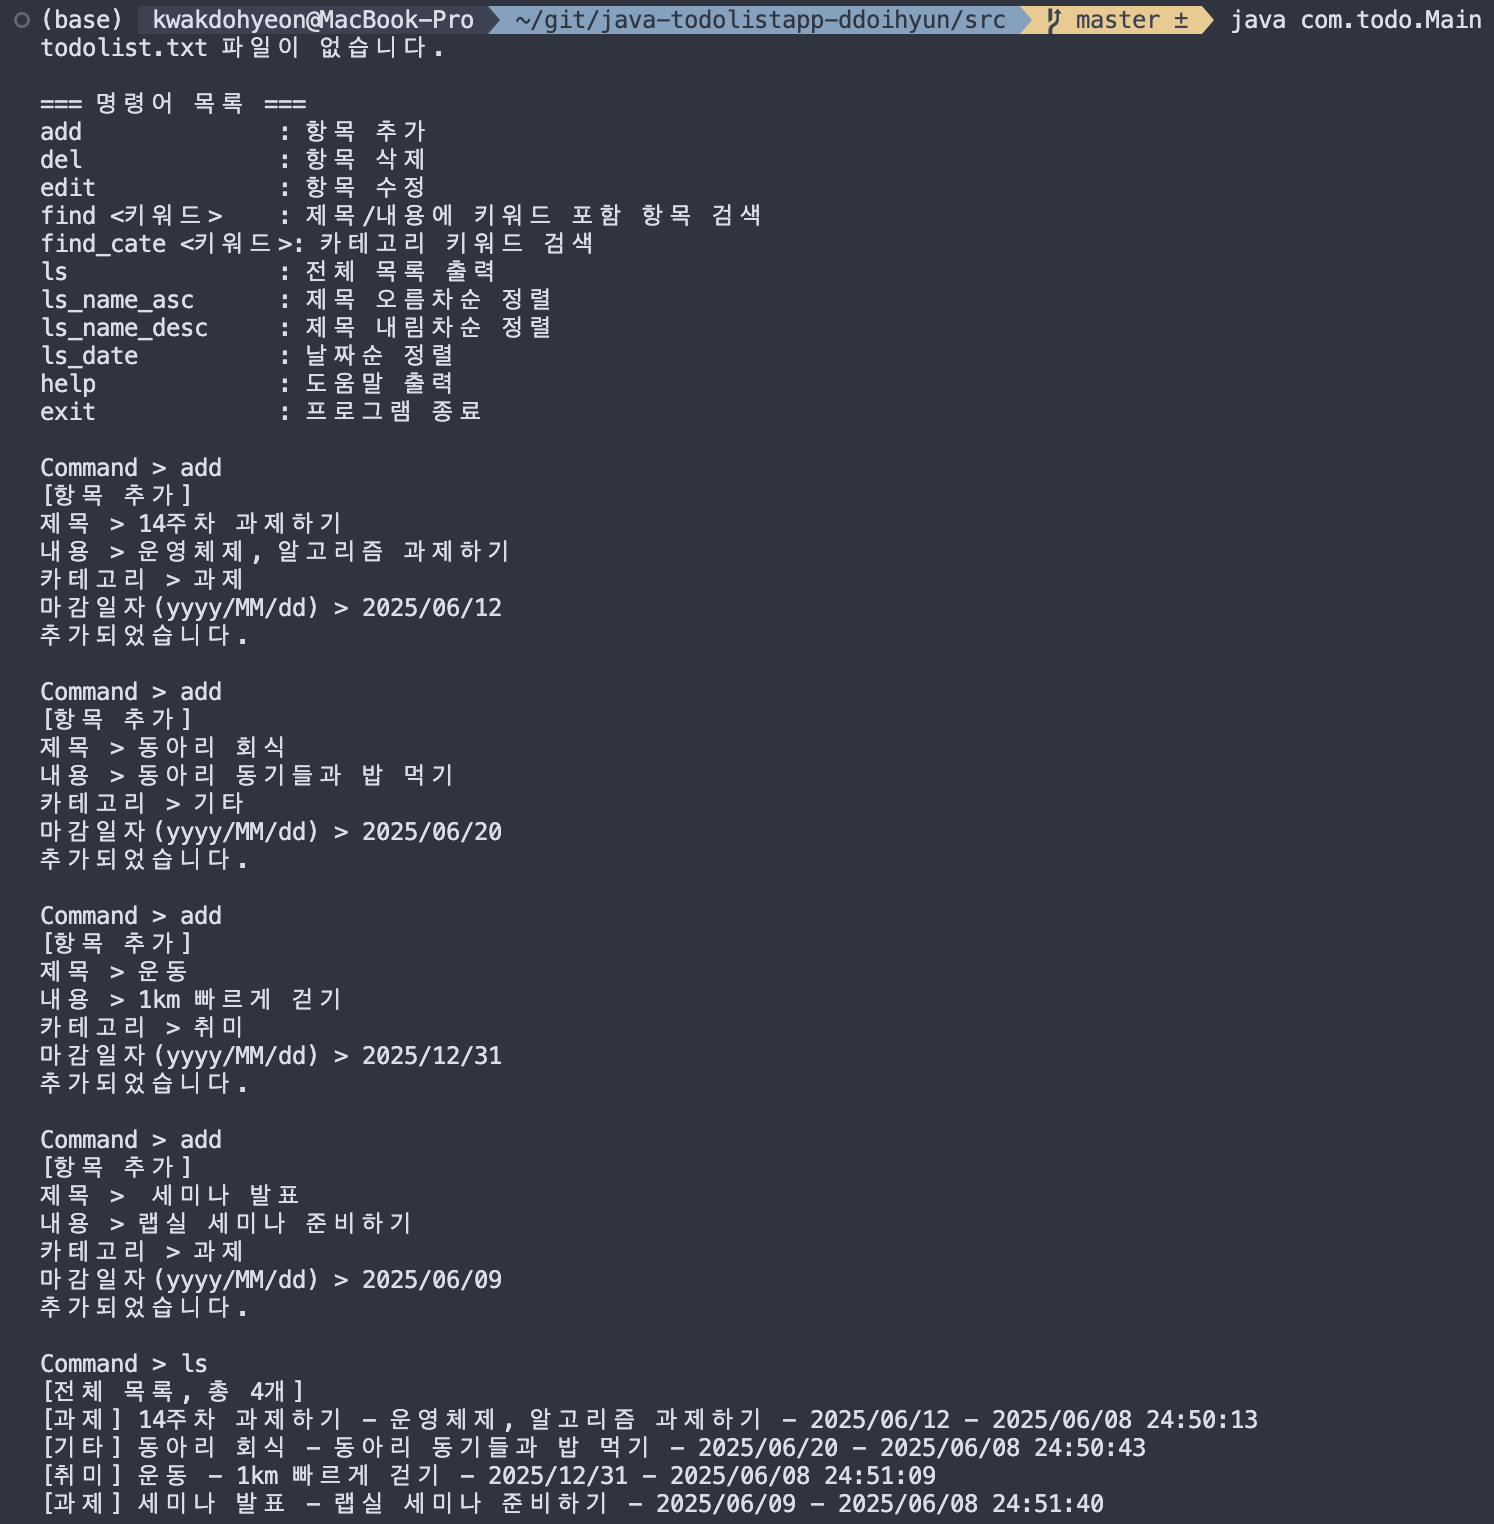 (base) kwakdohyeon@MacBook-Pro ~/git/java-todolistapp-ddoihyun/src master ± java com.todo.Main
todolist.txt 파일이 없습니다.
=== 명령어 목록 ===
add : 항목 추가
del : 항목 삭제
edit : 항목 수정
find <키워드> : 제목/내용에 키워드 포함 항목 검색
find_cate <키워드>: 카테고리 키워드 검색
ls : 전체 목록 출력
ls_name_asc : 제목 오름차순 정렬
ls_name_desc : 제목 내림차순 정렬
ls_date : 날짜순 정렬
help : 도움말 출력
exit : 프로그램 종료
Command > add
[항목 추가]
제목 > 14주차 과제하기
내용 > 운영체제, 알고리즘 과제하기
카테고리 > 과제
마감일자(yyyy/MM/dd) > 2025/06/12
추가되었습니다.
Command > add
[항목 추가]
제목 > 동아리 회식
내용 > 동아리 동기들과 밥 먹기
카테고리 > 기타
마감일자(yyyy/MM/dd) > 2025/06/20
추가되었습니다.
Command > add
[항목 추가]
제목 > 운동
내용 > 1km 빠르게 걷기
카테고리 > 취미
마감일자(yyyy/MM/dd) > 2025/12/31
추가되었습니다.
Command > add
[항목 추가]
제목 >  세미나 발표
내용 > 랩실 세미나 준비하기
카테고리 > 과제
마감일자(yyyy/MM/dd) > 2025/06/09
추가되었습니다.
Command > ls
[전체 목록, 총 4개]
[과제] 14주차 과제하기 - 운영체제, 알고리즘 과제하기 - 2025/06/12 - 2025/06/08 24:50:13
[기타] 동아리 회식 - 동아리 동기들과 밥 먹기 - 2025/06/20 - 2025/06/08 24:50:43
[취미] 운동 - 1km 빠르게 걷기 - 2025/12/31 - 2025/06/08 24:51:09
[과제] 세미나 발표 - 랩실 세미나 준비하기 - 2025/06/09 - 2025/06/08 24:51:40